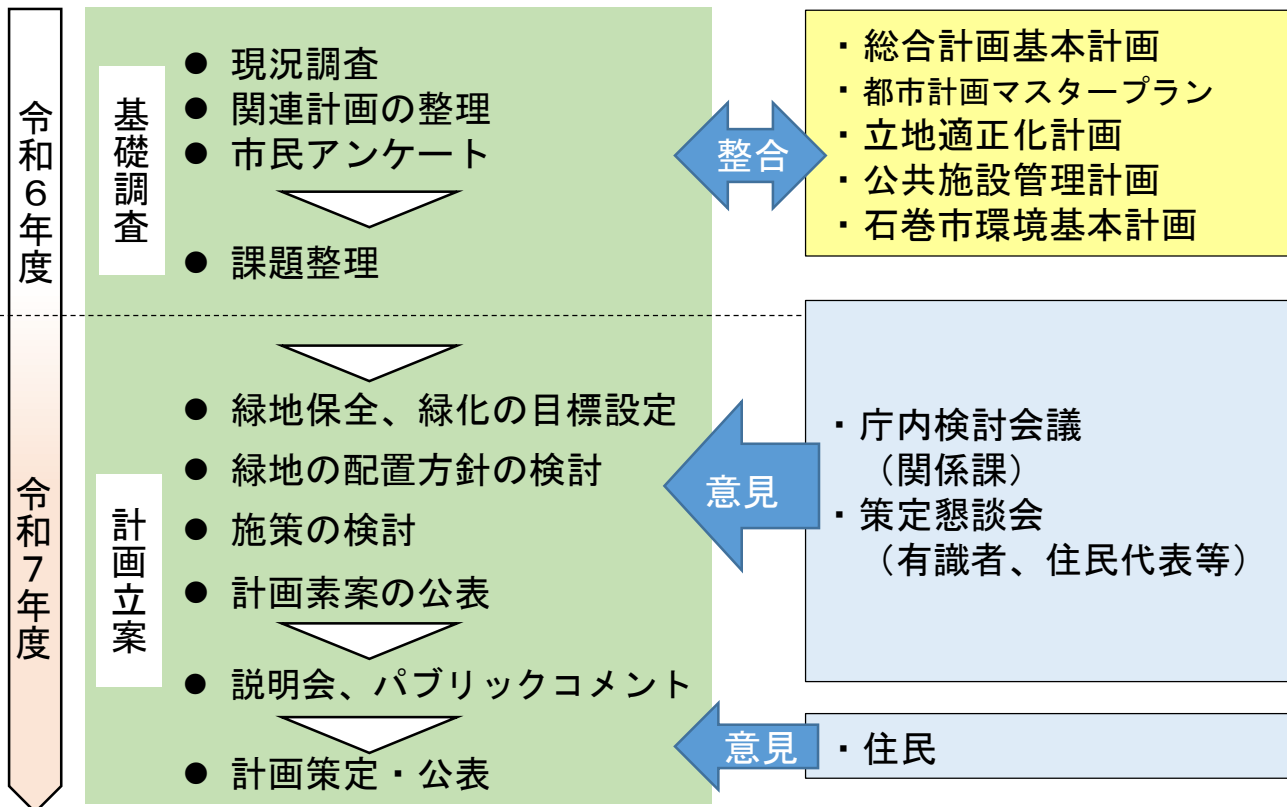 令和6年度
基礎調査
● 現況調査
● 関連計画の整理
● 市民アンケート
● 課題整理
整合
・総合計画基本計画
・都市計画マスタープラン
・立地適正化計画
・公共施設管理計画
・石巻市環境基本計画
令和7年度
計画立案
● 緑地保全、緑化の目標設定
● 緑地の配置方針の検討
● 施策の検討
● 計画素案の公表
● 説明会、パブリックコメント
● 計画策定・公表
意見
・庁内検討会議
（関係課）
・策定懇談会
（有識者、住民代表等）
意見
・住民